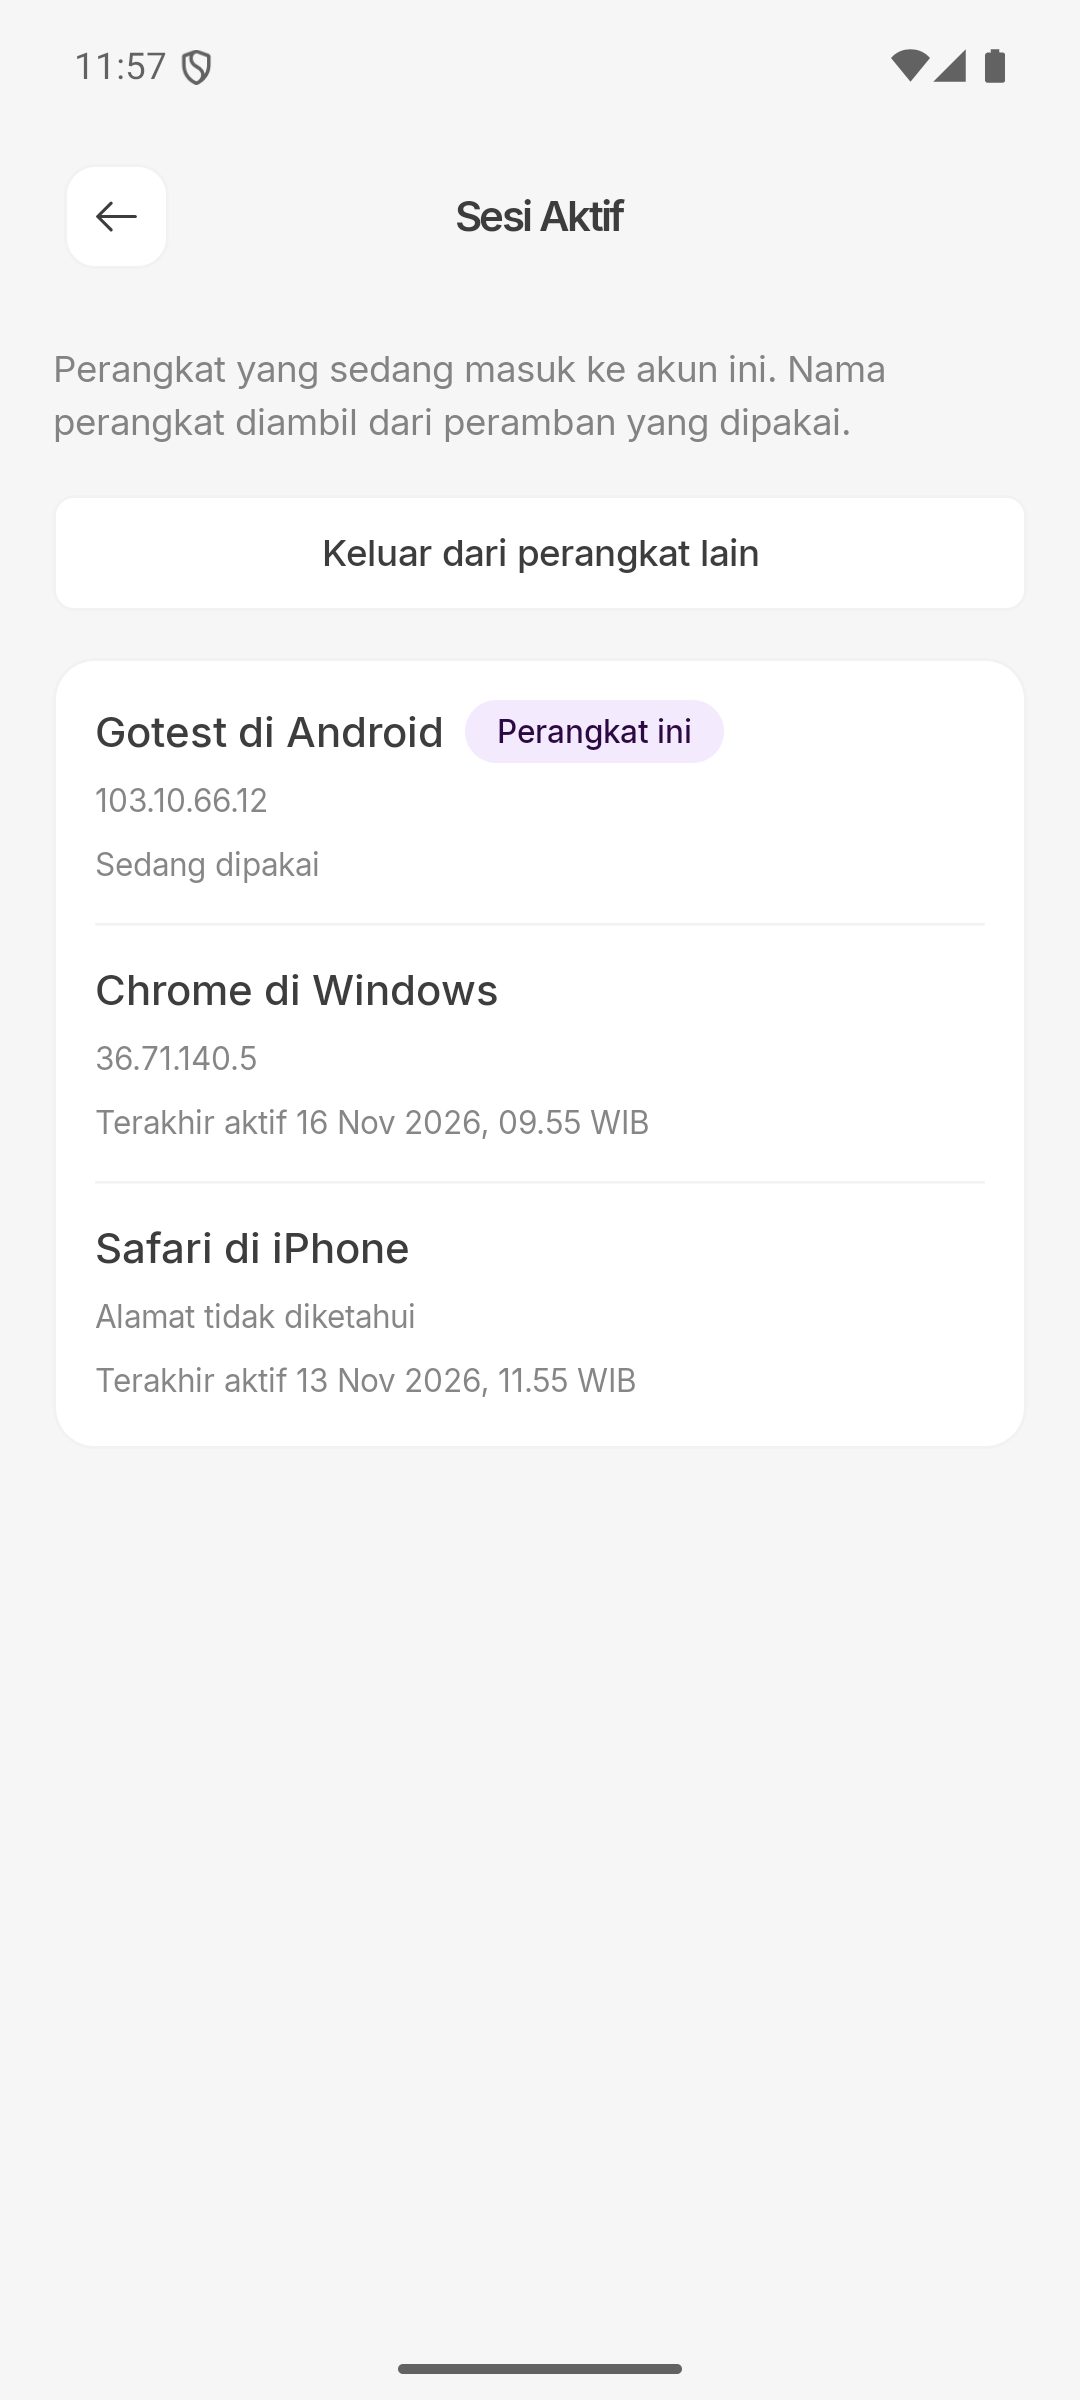 11:57
Sesi Aktif
Perangkat yang sedang masuk ke akun ini. Nama
perangkat diambil dari peramban yang dipakai.
Keluar dari perangkat lain
Gotest di Android Perangkat ini
103.10.66.12
Sedang dipakai
Chrome di Windows
36.71.140.5
Terakhir aktif 16 Nov 2026, 09.55 WIB
Safari di iPhone
Alamat tidak diketahui
Terakhir aktif 13 Nov 2026, 11.55 WIB